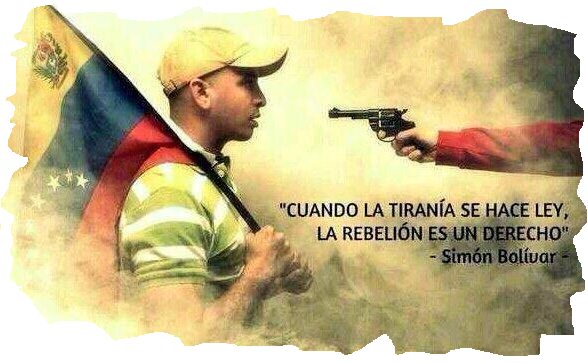 "CUANDO LA TIRANÍA SE HACE LEY,
LA REBELIÓN ES UN DERECHO"
- Simón Bolívar -